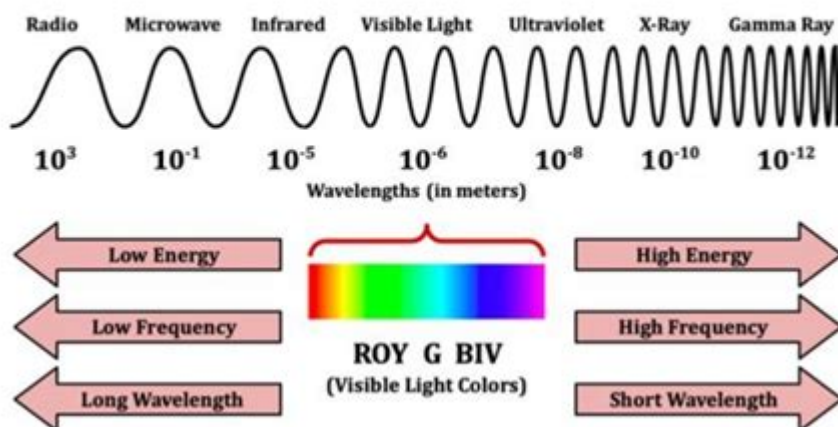 Radio Microwave Infrared Visible Light Ultraviolet X-Ray Gamma Ray
10³ 10⁻¹ 10⁻⁵ 10⁻⁶ 10⁻⁸ 10⁻¹⁰ 10⁻¹²
Wavelengths (in meters)
Low Energy High Energy
Low Frequency High Frequency
ROY G BIV
(Visible Light Colors)
Long Wavelength Short Wavelength